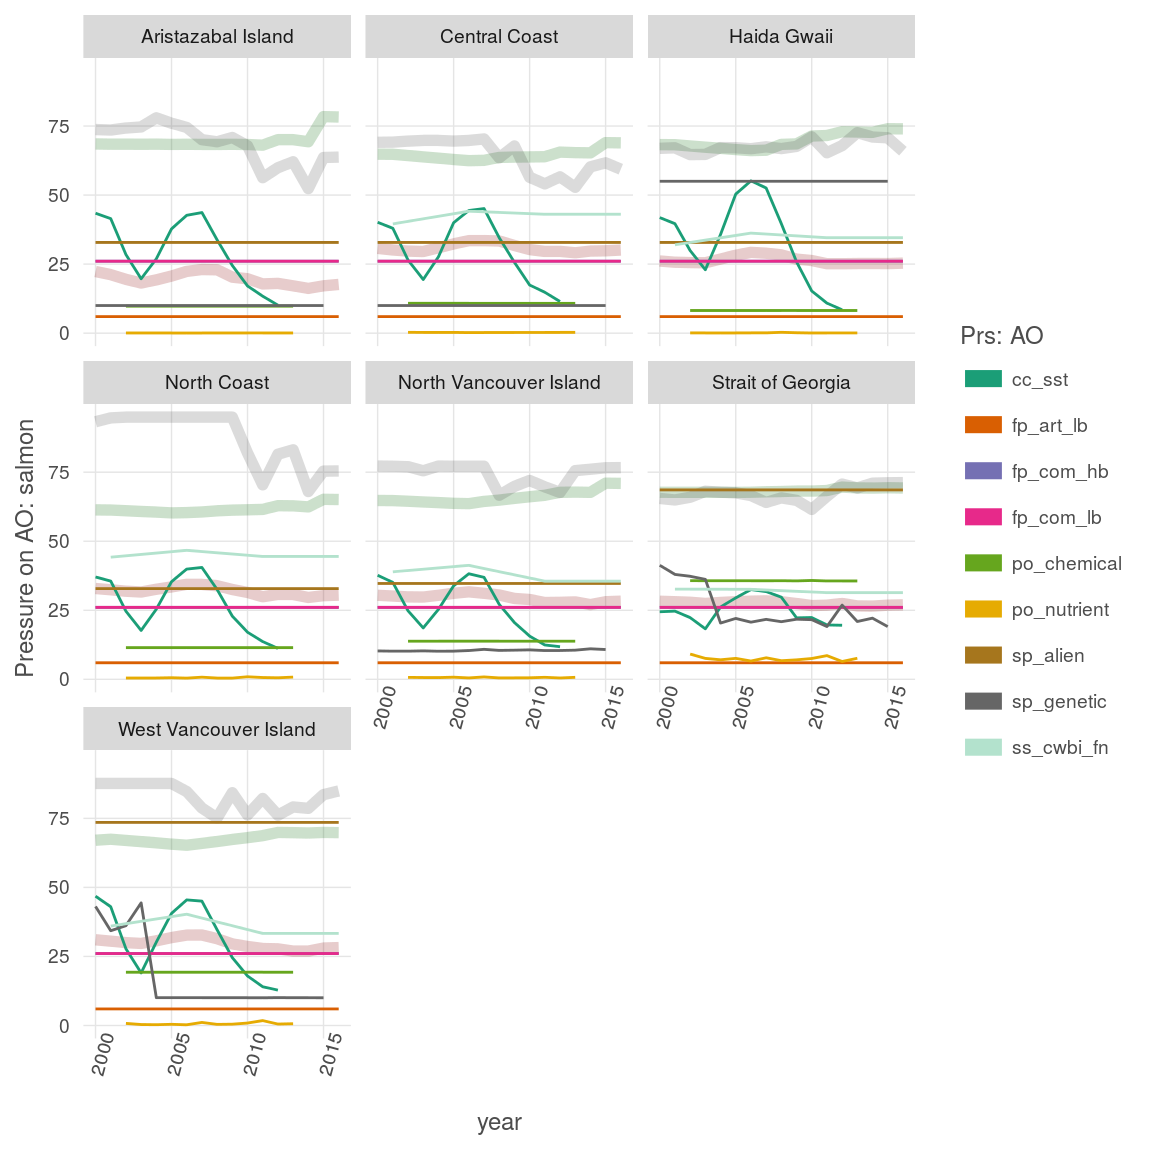 Aristazabal Island
Central Coast
Haida Gwaii
75
50
25
0
North Coast
North Vancouver Island
Strait of Georgia
75
50
25
0
2000
2005
2010
2015
2000
2005
2010
2015
West Vancouver Island
75
50
25
0
2000
2005
2010
2015
year
Pressure on AO: salmon
Prs: AO
cc_sst
fp_art_lb
fp_com_hb
fp_com_lb
po_chemical
po_nutrient
sp_alien
sp_genetic
ss_cwbi_fn